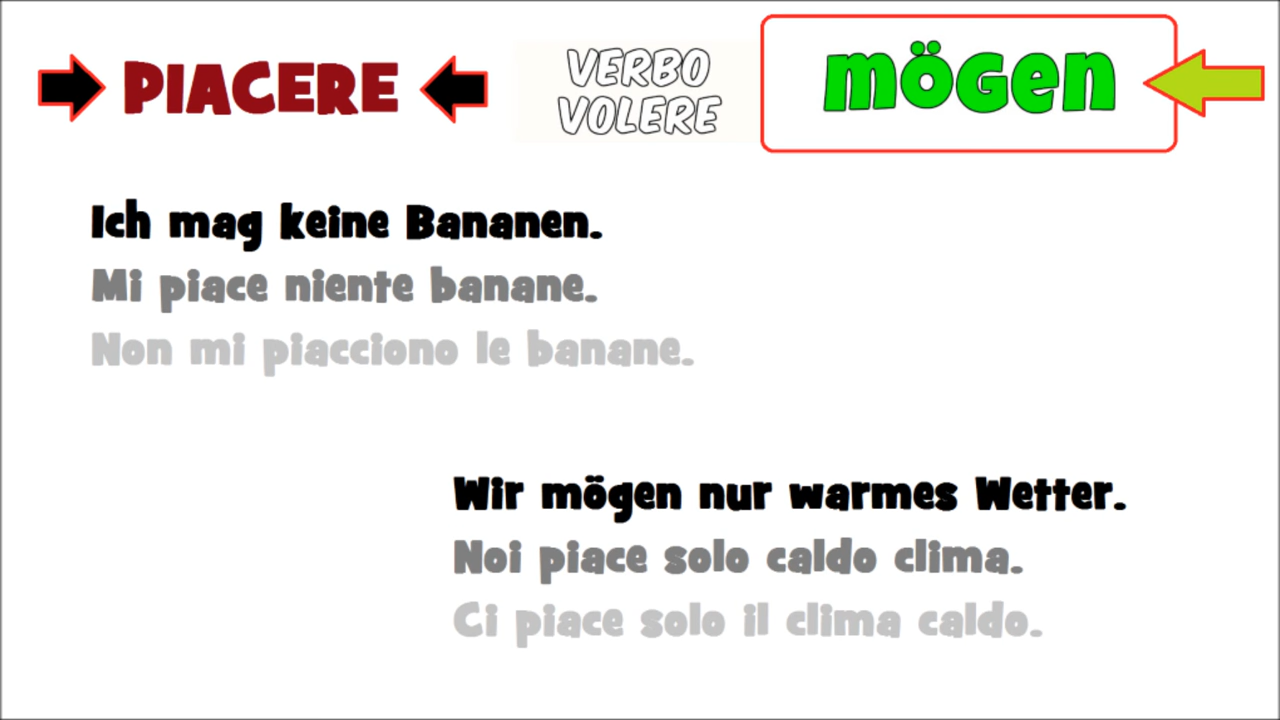 PIACERE
VERBO
VOLERE
mögen
Ich mag keine Bananen.
Mi piace niente banane.
Non mi piacciono le banane.
Wir mögen nur warmes Wetter.
Noi piace solo caldo clima.
Ci piace solo il clima caldo.